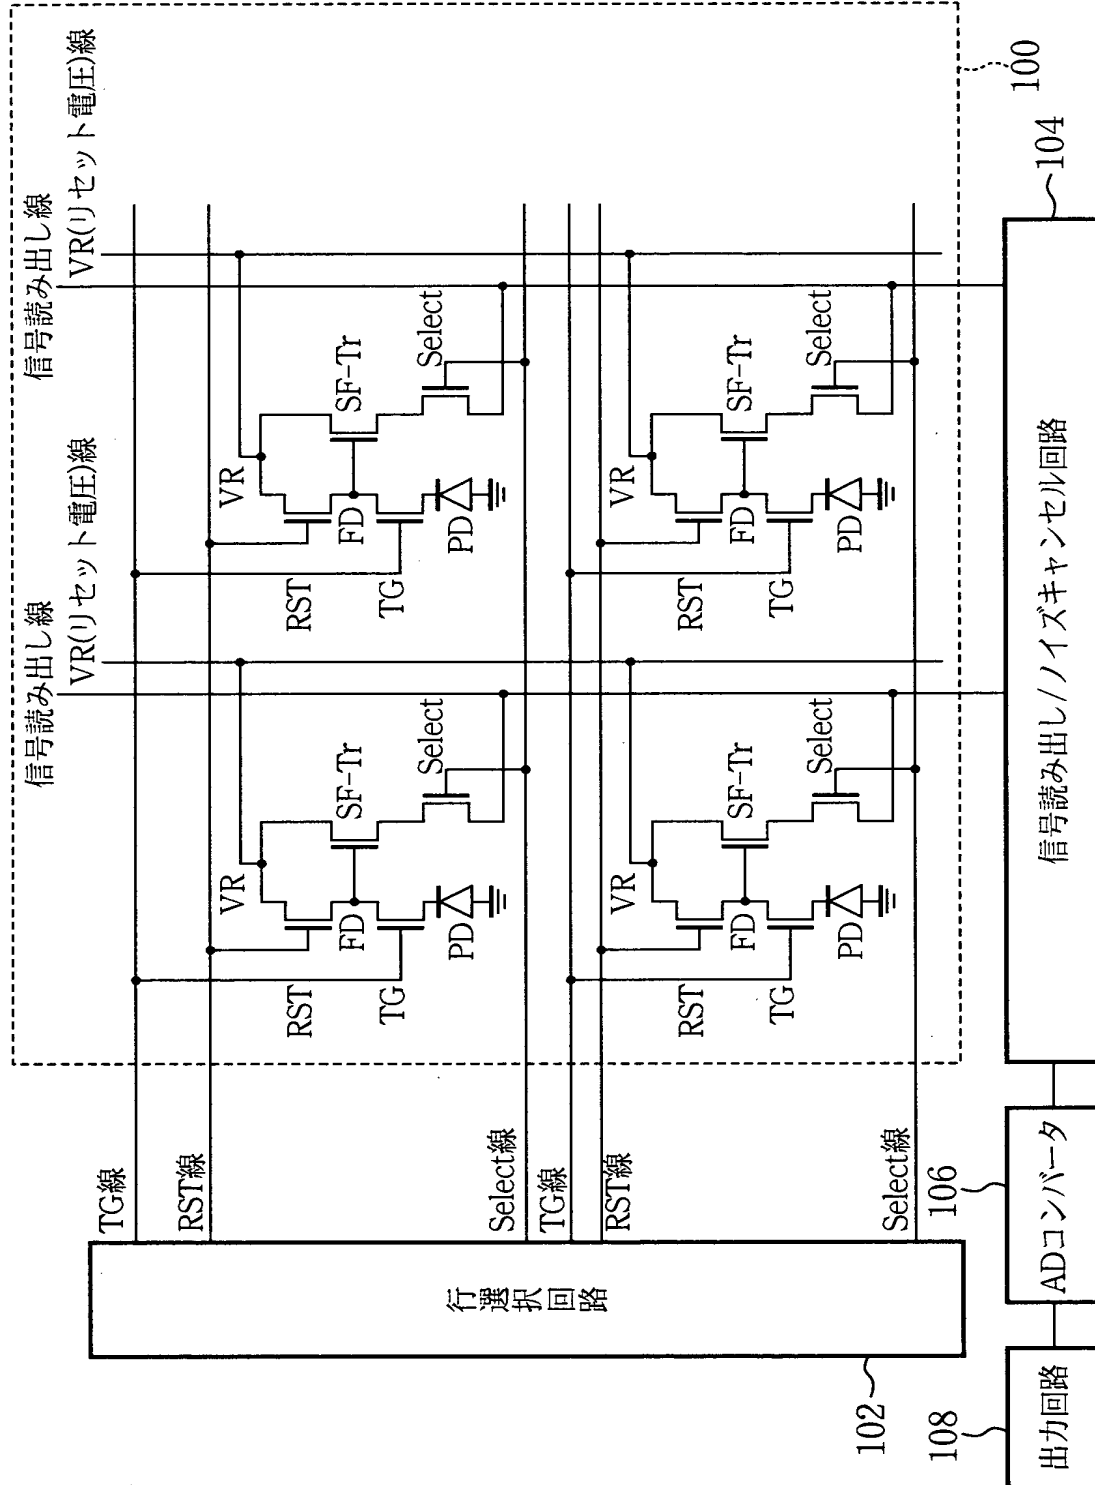 信号読み出し線
VR(リセット電圧)線
信号読み出し線
VR(リセット電圧)線
TG線
RST線
Select線
TG線
RST線
Select線
行選択回路
102
VR
RST
FD
TG
PD
SF-Tr
Select
VR
RST
FD
TG
PD
SF-Tr
Select
VR
RST
FD
TG
PD
SF-Tr
Select
VR
RST
FD
TG
PD
SF-Tr
Select
100
104
信号読み出し/ノイズキャンセル回路
106
ADコンバータ
108
出力回路